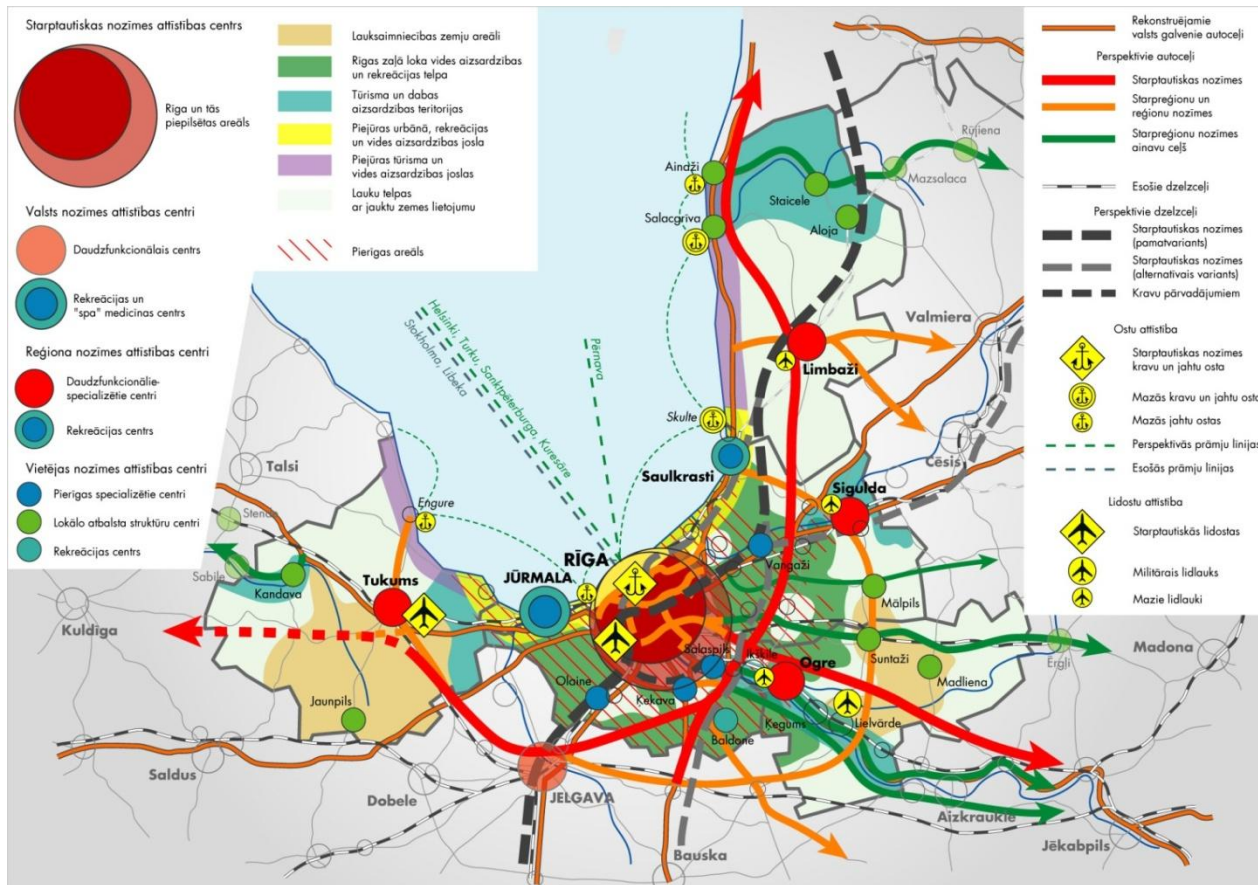 Starptautiskas nozīmes attīstības centrs
Rīga un tās
piepilsētas areāls
Valsts nozīmes attīstības centri
Daudzfunkcionālais centrs
Rekreācijas un
"spa" medicīnas centrs
Reģiona nozīmes attīstības centri
Daudzfunkcionālie-
specializētie centri
Rekreācijas centrs
Vietējas nozīmes attīstības centri
Pierīgas specializētie centri
Lokālo atbalsta struktūru centri
Rekreācijas centrs
Lauksaimniecības zemju areāli
Rīgas zaļā loka vides aizsardzības
un rekreācijas telpa
Tūrisma un dabas
aizsardzības teritorijas
Piejūras urbānā, rekreācijas
un vides aizsardzības josla
Piejūras tūrisma un
vides aizsardzības joslas
Lauku telpas
ar jauktu zemes lietojumu
Pierīgas areāls
Rekonstruējamie
valsts galvenie autoceļi
Perspektīvie autoceļi
Starptautiskas nozīmes
Starpreģionu un
reģionu nozīmes
Starpreģionu nozīmes
ainavu ceļš
Esošie dzelzceļi
Perspektīvie dzelzceļi
Starptautiskas nozīmes
(pamatvariants)
Starptautiskas nozīmes
(alternatīvais variants)
Kravu pārvadājumiem
Ostu attīstība
Starptautiskas nozīmes
kravu un jahtu osta
Mazās kravu un jahtu osta
Mazās jahtu ostas
Perspektīvās prāmju līnijas
Esošās prāmju līnijas
Lidostu attīstība
Starptautiskās lidostas
Militārais lidlauks
Mazie lidlauki
Rūjiena
Mazsalaca
Ainaži
Staicele
Salacgrīva
Aloja
Valmiera
Limbaži
Helsinki, Turku, Sanktpēterburga, Kuresāre
Stokholma, Lībeka
Pērnava
Skulte
Cēsis
Saulkrasti
Sigulda
Talsi
Stende
Engure
RĪGA
Vangaži
Sabile
Kandava
Tukums
JŪRMALA
Mālpils
Kuldīga
Salaspils
Ikšķile
Ogre
Suntaži
Ērgļi
Madona
Madliena
Jaunpils
Olaine
Ķekava
Baldone
Ķegums
Lielvārde
Saldus
Dobele
JELGAVA
Aizkraukle
Bauska
Jēkabpils